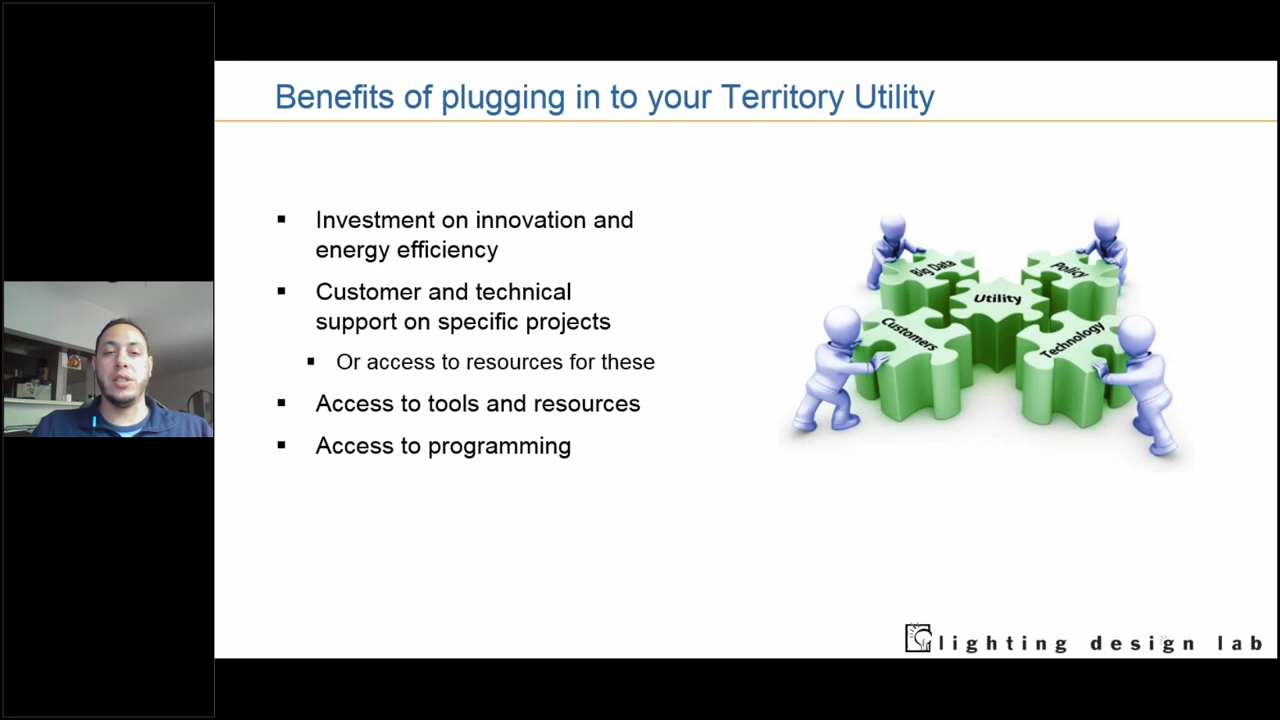 Benefits of plugging in to your Territory Utility
▪ Investment on innovation and
energy efficiency
▪ Customer and technical
support on specific projects
▪ Or access to resources for these
▪ Access to tools and resources
▪ Access to programming
Big Data
Policy
Utility
Customers
Technology
lighting design lab